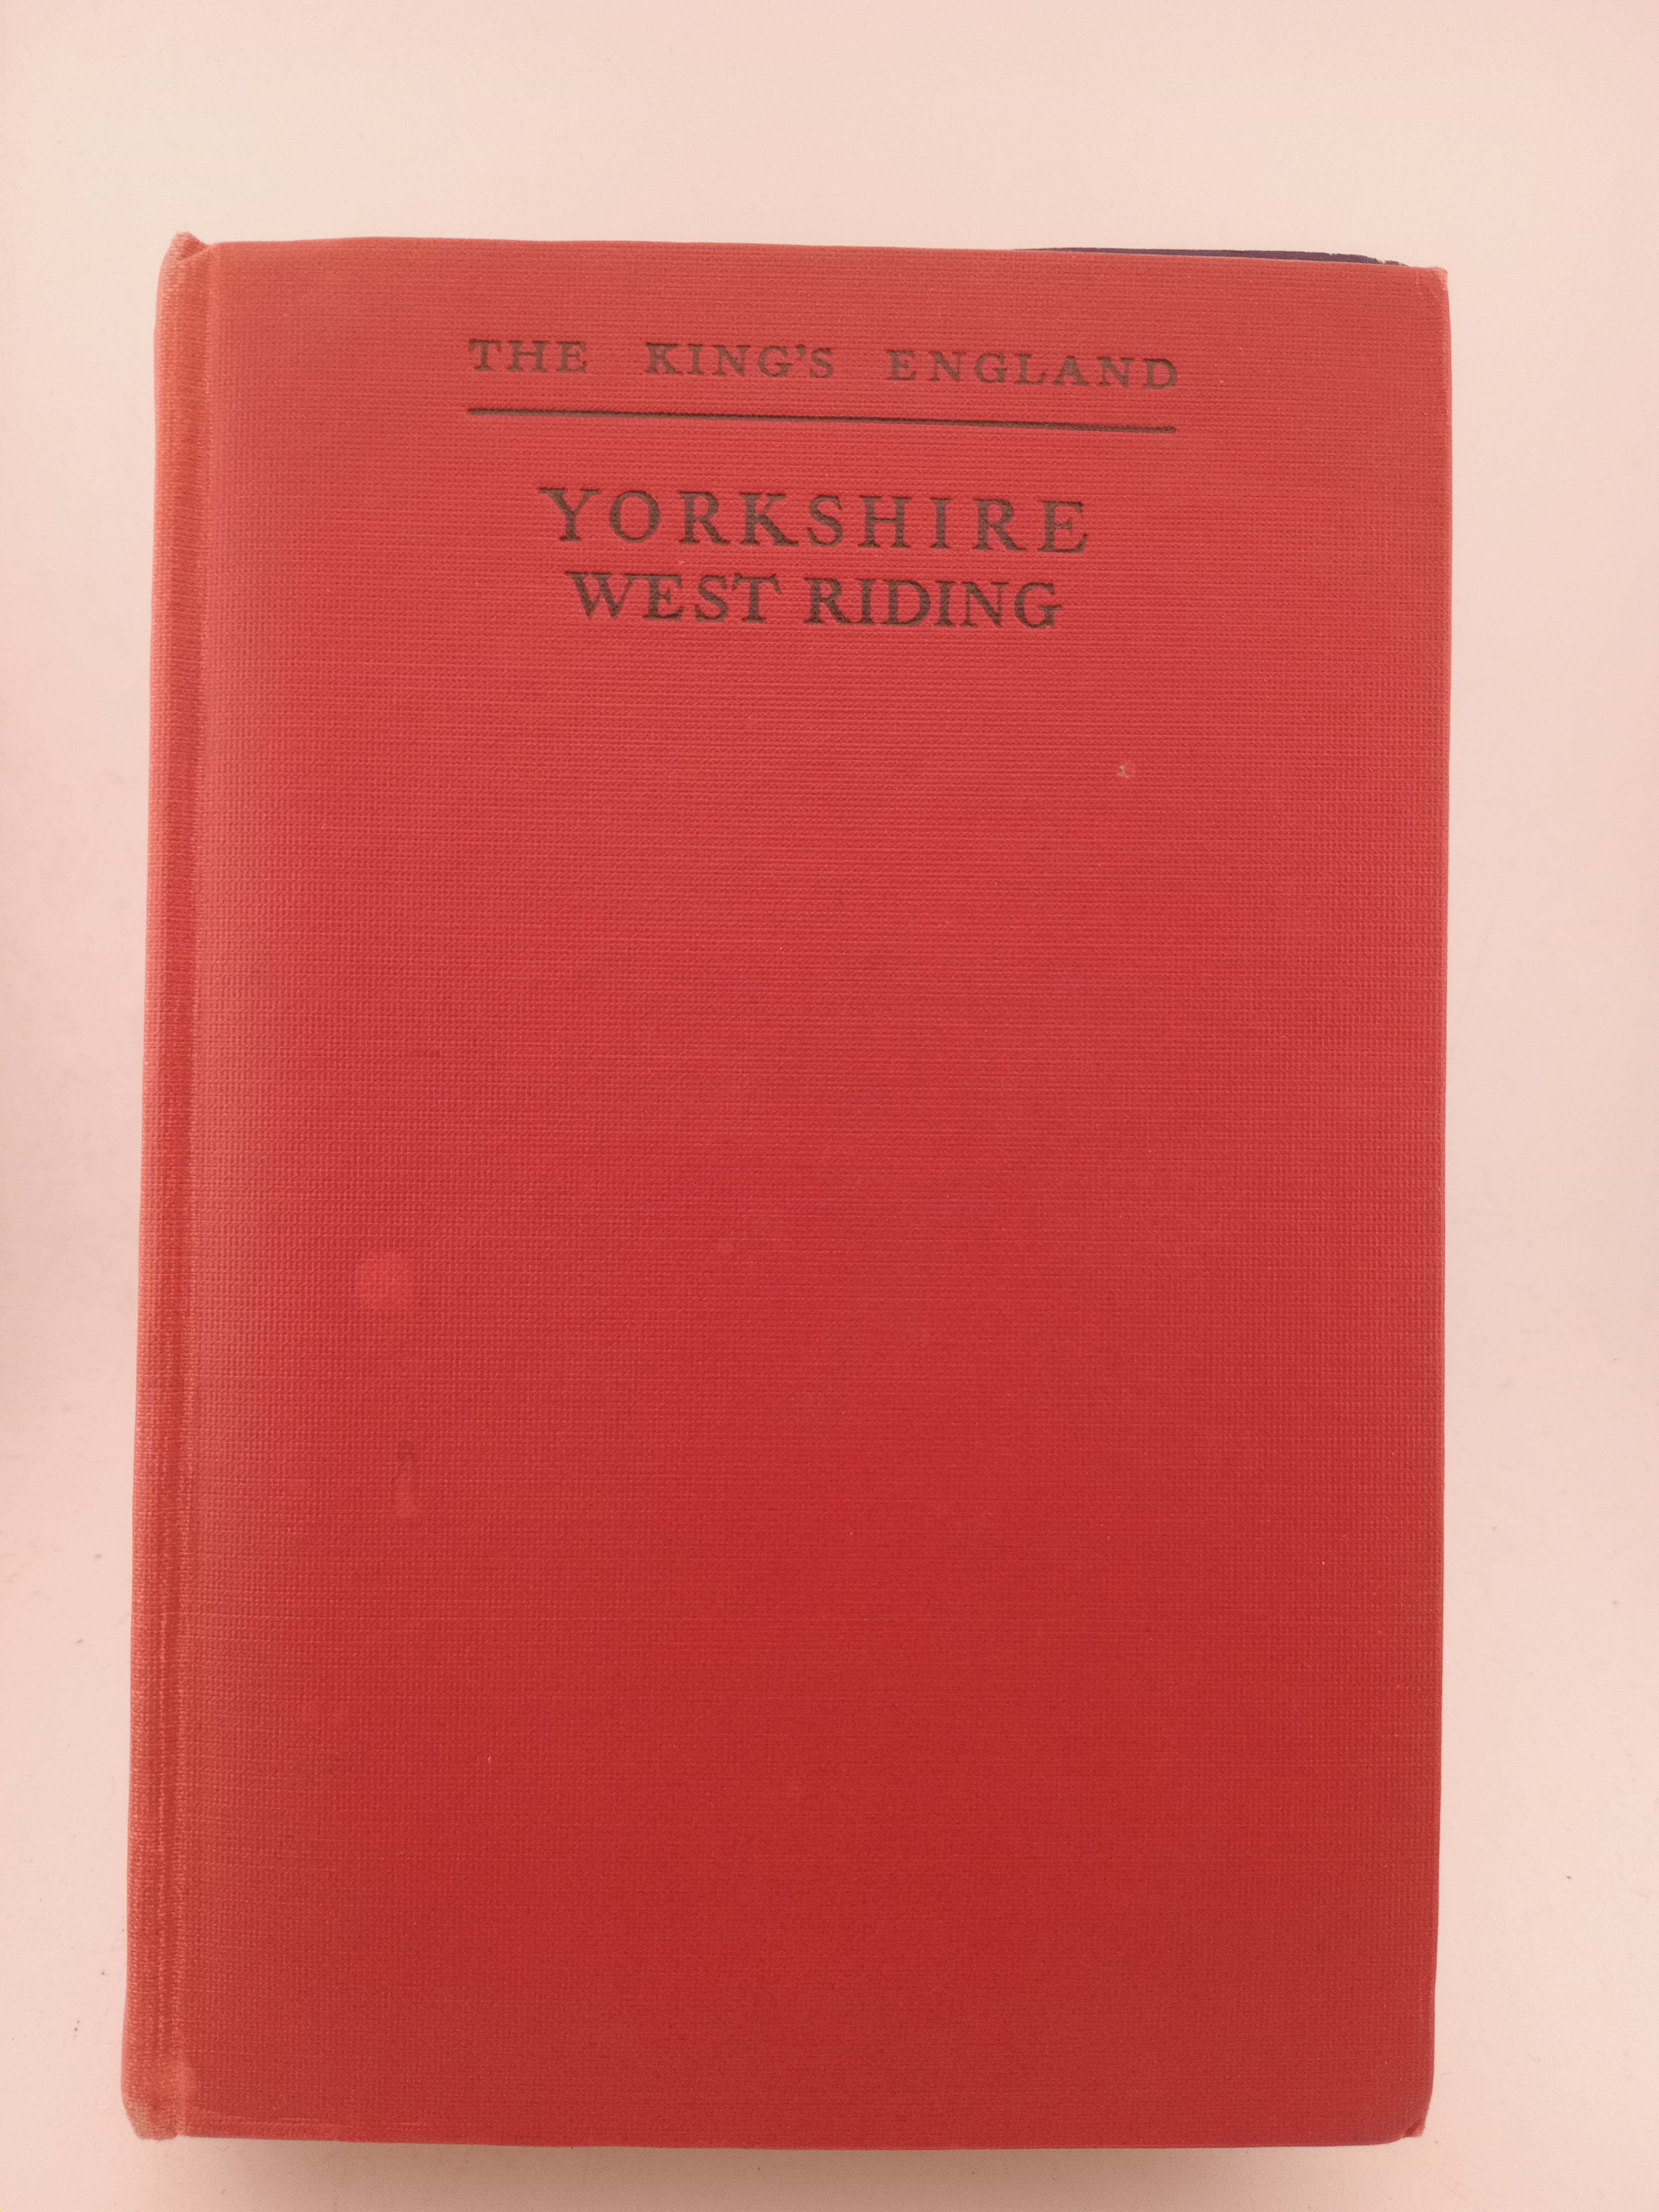 THE KING'S ENGLAND
YORKSHIRE
WEST RIDING